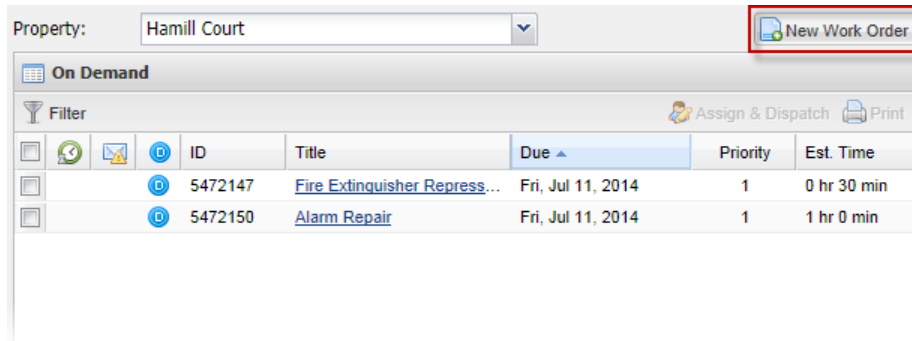 Property: Hamill Court New Work Order
On Demand
Filter Assign & Dispatch Print
D ID Title Due Priority Est. Time
D 5472147 Fire Extinguisher Repress... Fri, Jul 11, 2014 1 0 hr 30 min
D 5472150 Alarm Repair Fri, Jul 11, 2014 1 1 hr 0 min